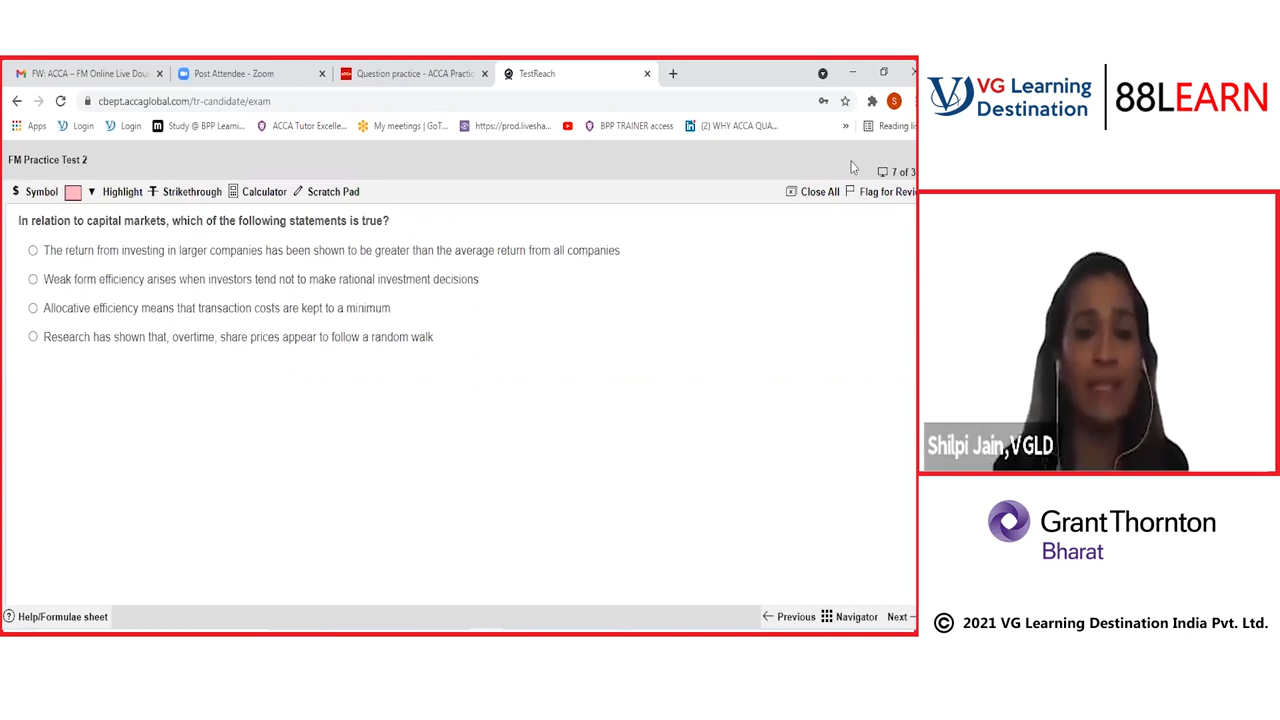 FW: ACCA – FM Online Live Dou
Post Attendee - Zoom
Question practice - ACCA Practic
TestReach
cbept.accaglobal.com/tr-candidate/exam
Apps
Login
Login
Study @ BPP Learni...
ACCA Tutor Excelle...
My meetings | GoT...
https://prod.livesha...
BPP TRAINER access
(2) WHY ACCA QUA...
»
Reading lis
FM Practice Test 2
7 of 3
Symbol
Highlight
Strikethrough
Calculator
Scratch Pad
Close All
Flag for Revie
In relation to capital markets, which of the following statements is true?
The return from investing in larger companies has been shown to be greater than the average return from all companies
Weak form efficiency arises when investors tend not to make rational investment decisions
Allocative efficiency means that transaction costs are kept to a minimum
Research has shown that, overtime, share prices appear to follow a random walk
Help/Formulae sheet
Previous
Navigator
Next
VG Learning
Destination
88LEARN
Shilpi Jain,VGLD
Grant Thornton
Bharat
© 2021 VG Learning Destination India Pvt. Ltd.